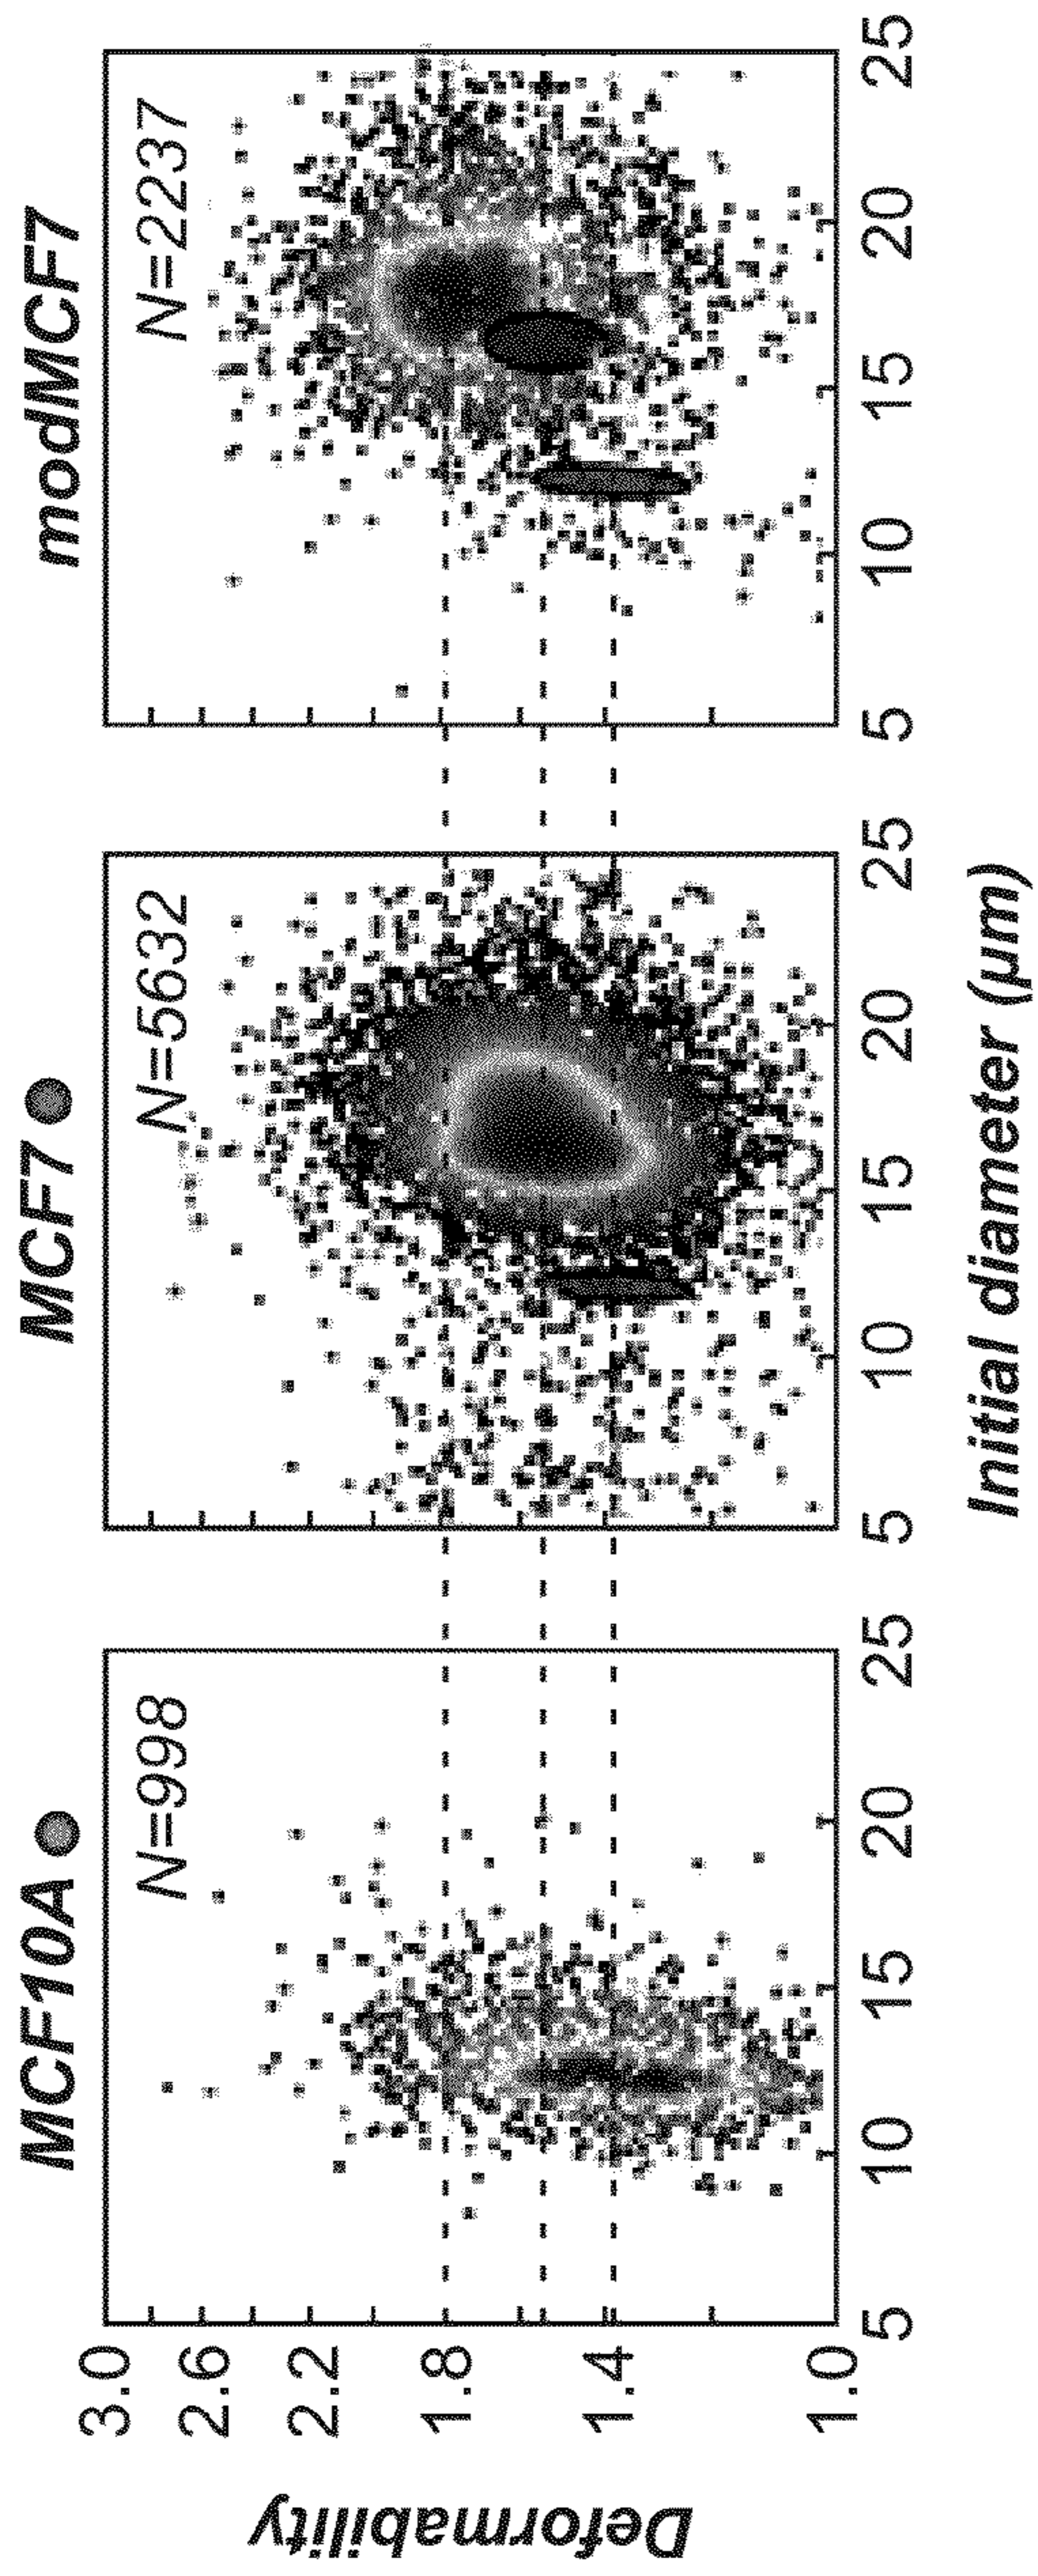 MCF10A
MCF7
modMCF7
N=998
N=5632
N=2237
Deformability
3.0
2.6
2.2
1.8
1.4
1.0
5 10 15 20 25
5 10 15 20 25
5 10 15 20 25
Initial diameter (µm)